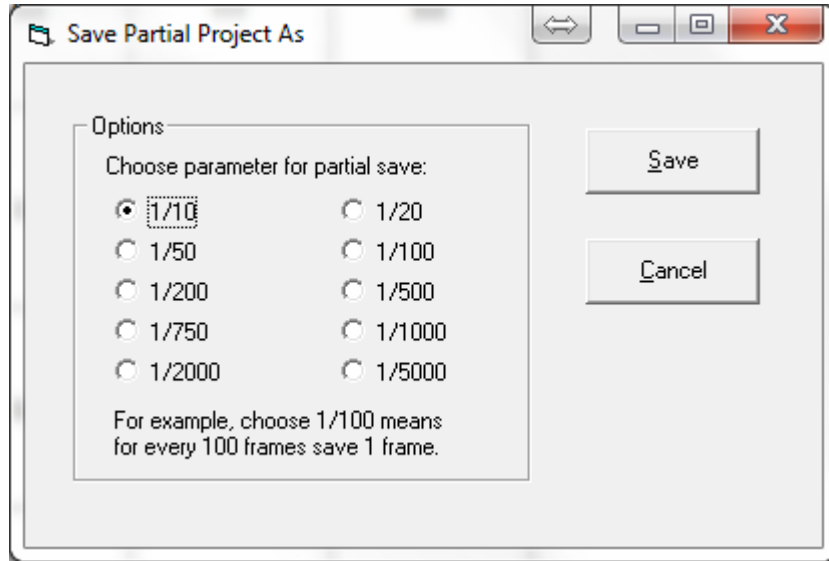 Save Partial Project As
Options
Choose parameter for partial save:
1/10 1/20
1/50 1/100
1/200 1/500
1/750 1/1000
1/2000 1/5000
For example, choose 1/100 means
for every 100 frames save 1 frame.
Save
Cancel